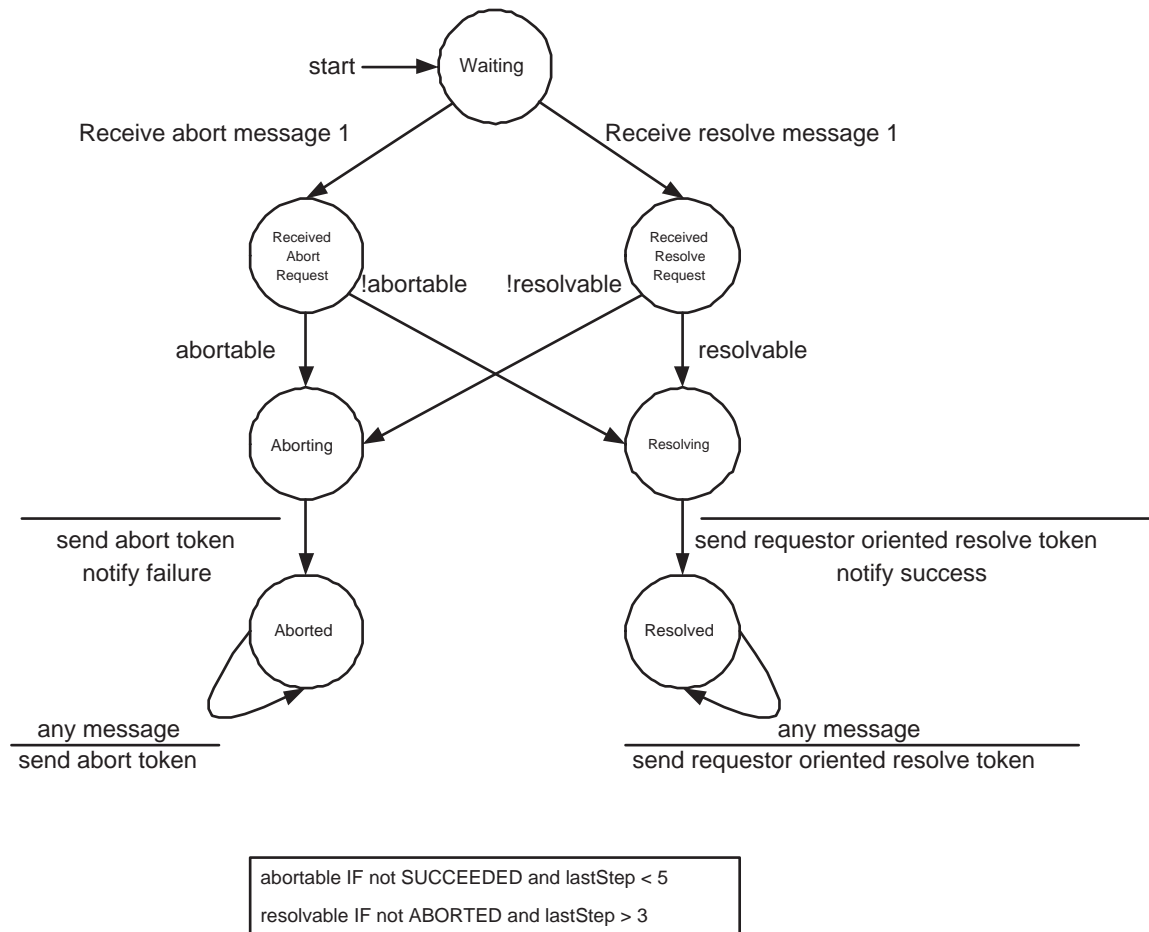 start
Waiting
Receive abort message 1
Receive resolve message 1
Received
Abort
Request
Received
Resolve
Request
!abortable
!resolvable
abortable
resolvable
Aborting
Resolving
send abort token
notify failure
send requestor oriented resolve token
notify success
Aborted
Resolved
any message
send abort token
any message
send requestor oriented resolve token
abortable IF not SUCCEEDED and lastStep < 5
resolvable IF not ABORTED and lastStep > 3